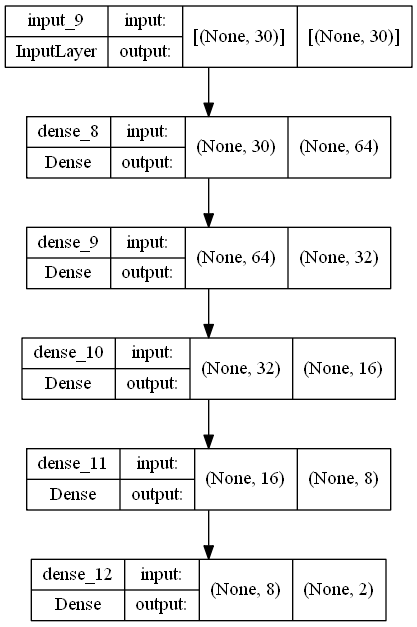 input_9 input: [(None, 30)] [(None, 30)]
InputLayer output:
dense_8 input: (None, 30) (None, 64)
Dense output:
dense_9 input: (None, 64) (None, 32)
Dense output:
dense_10 input: (None, 32) (None, 16)
Dense output:
dense_11 input: (None, 16) (None, 8)
Dense output:
dense_12 input: (None, 8) (None, 2)
Dense output: